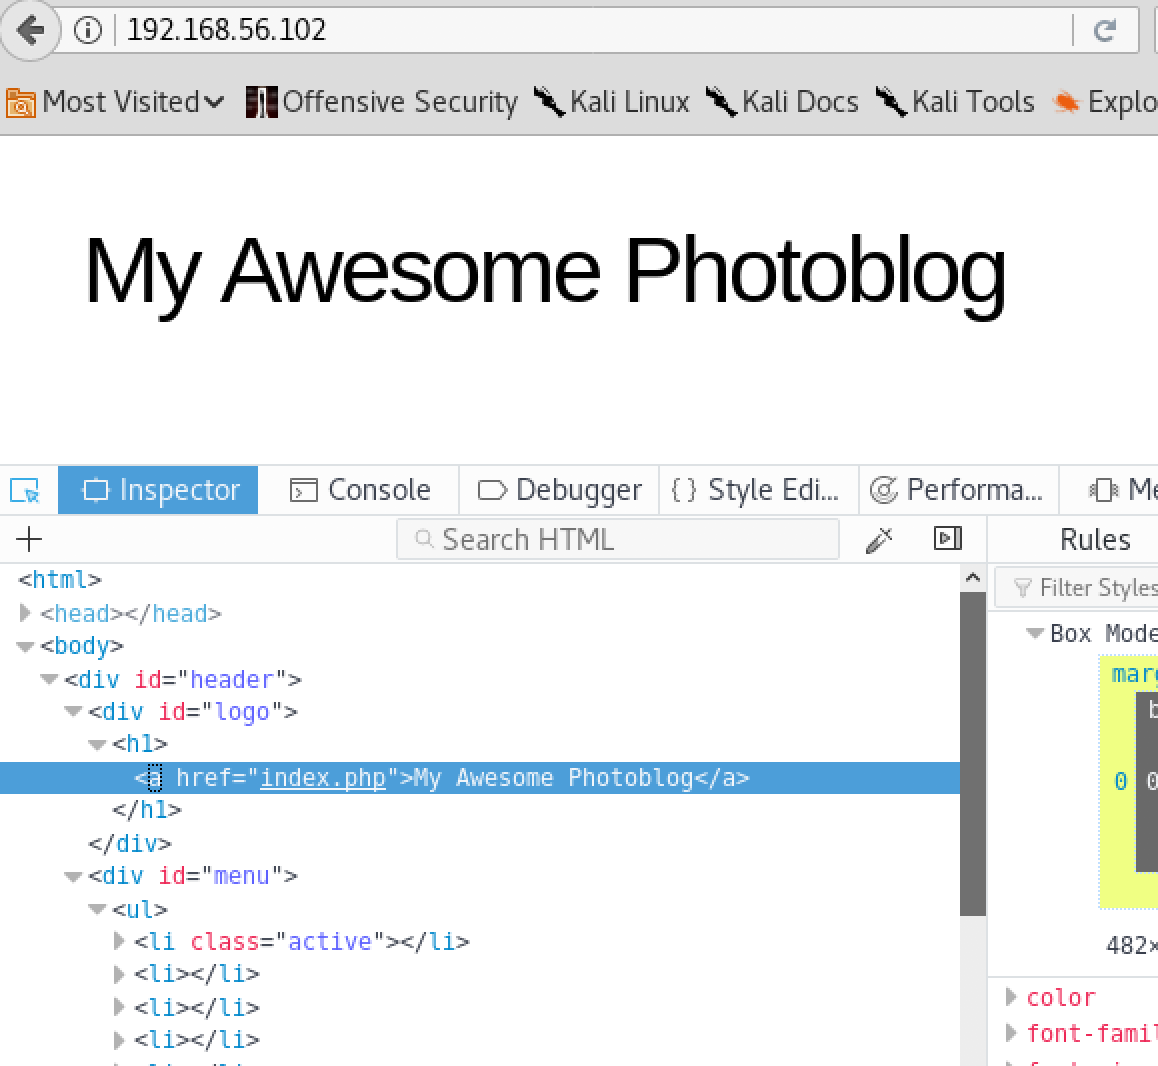 192.168.56.102
Most Visited Offensive Security Kali Linux Kali Docs Kali Tools Explo
My Awesome Photoblog
Inspector Console Debugger { } Style Edi... Performa... Me
+ Search HTML Rules
<html>
Filter Styles
<head></head>
<body>
Box Mode
<div id="header">
marg
<div id="logo">
b
<h1>
<a href="index.php">My Awesome Photoblog</a>
0 0
</h1>
</div>
<div id="menu">
<ul>
<li class="active"></li>
482×
<li></li>
<li></li>
color
<li></li>
font-famil